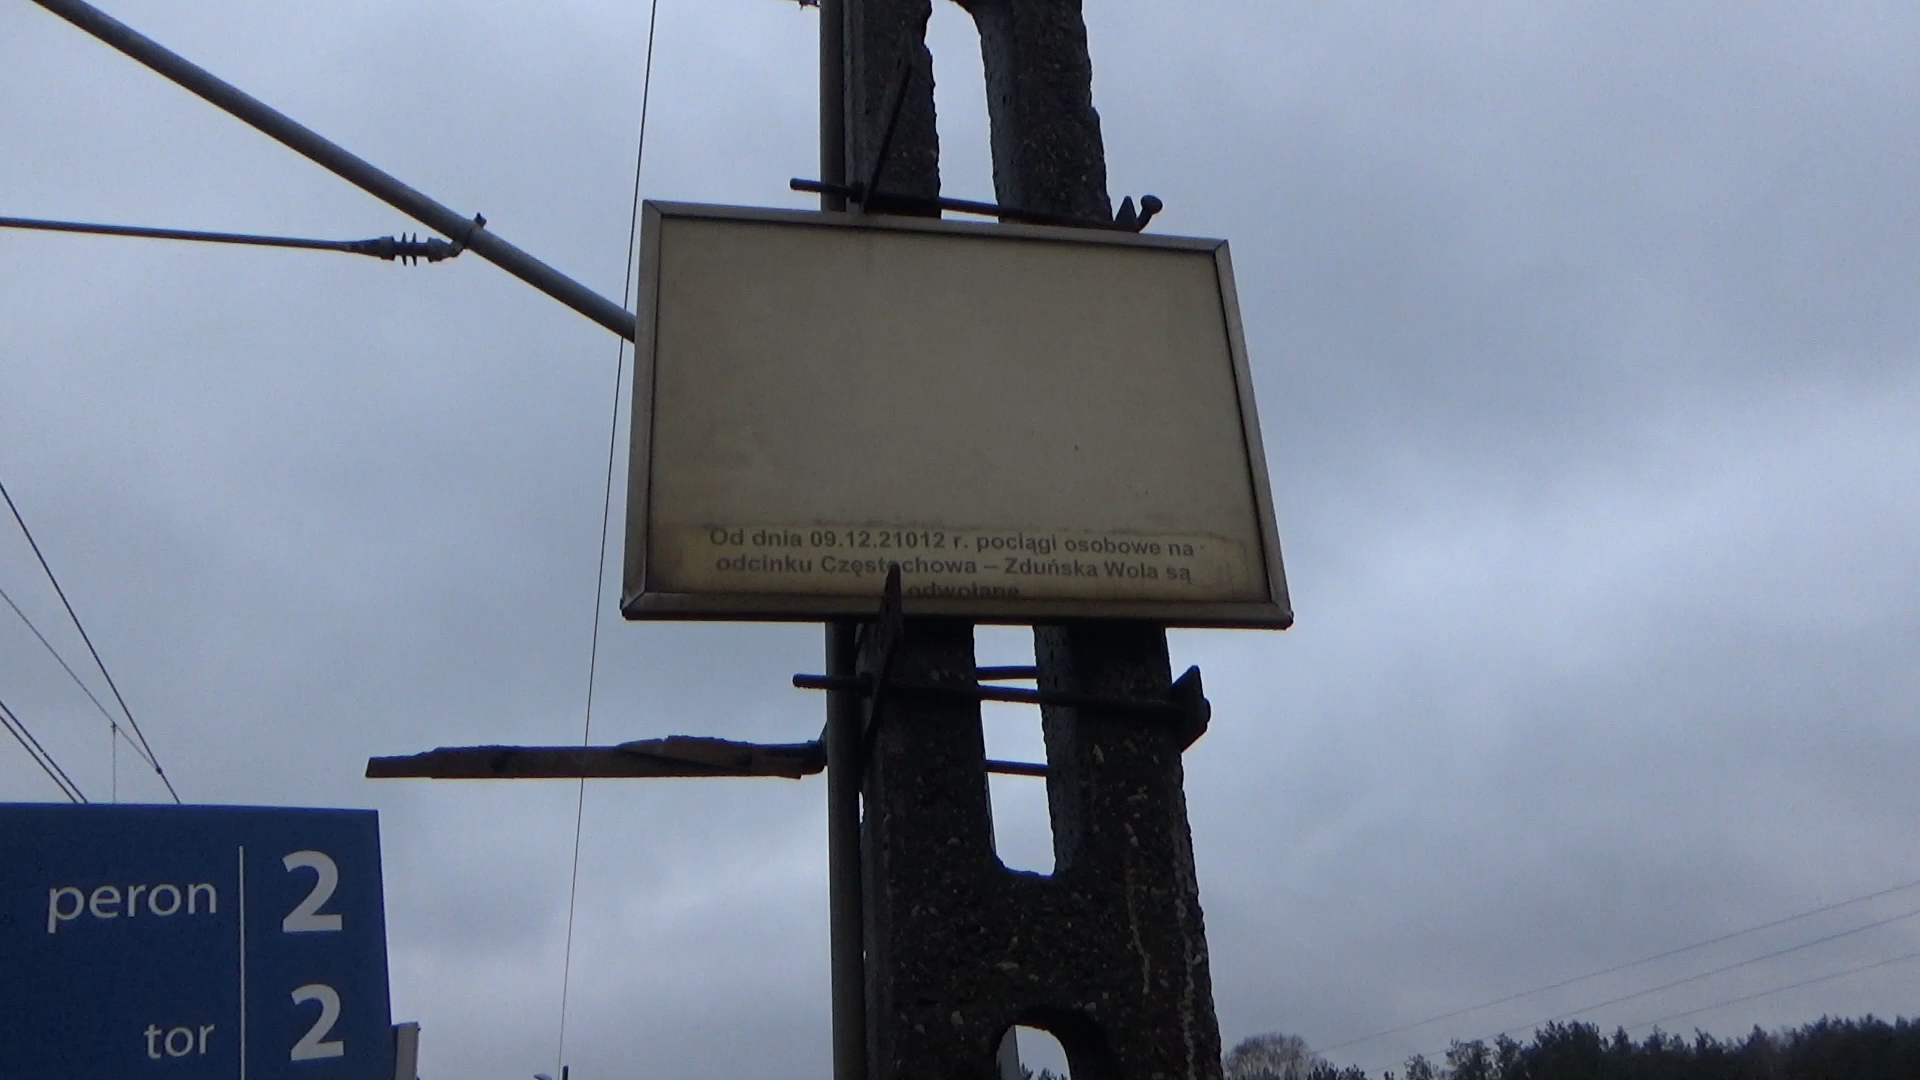 Od dnia 09.12.21012 r. pociągi osobowe na
odcinku Częstochowa – Zduńska Wola są
odwołane
peron 2
tor 2